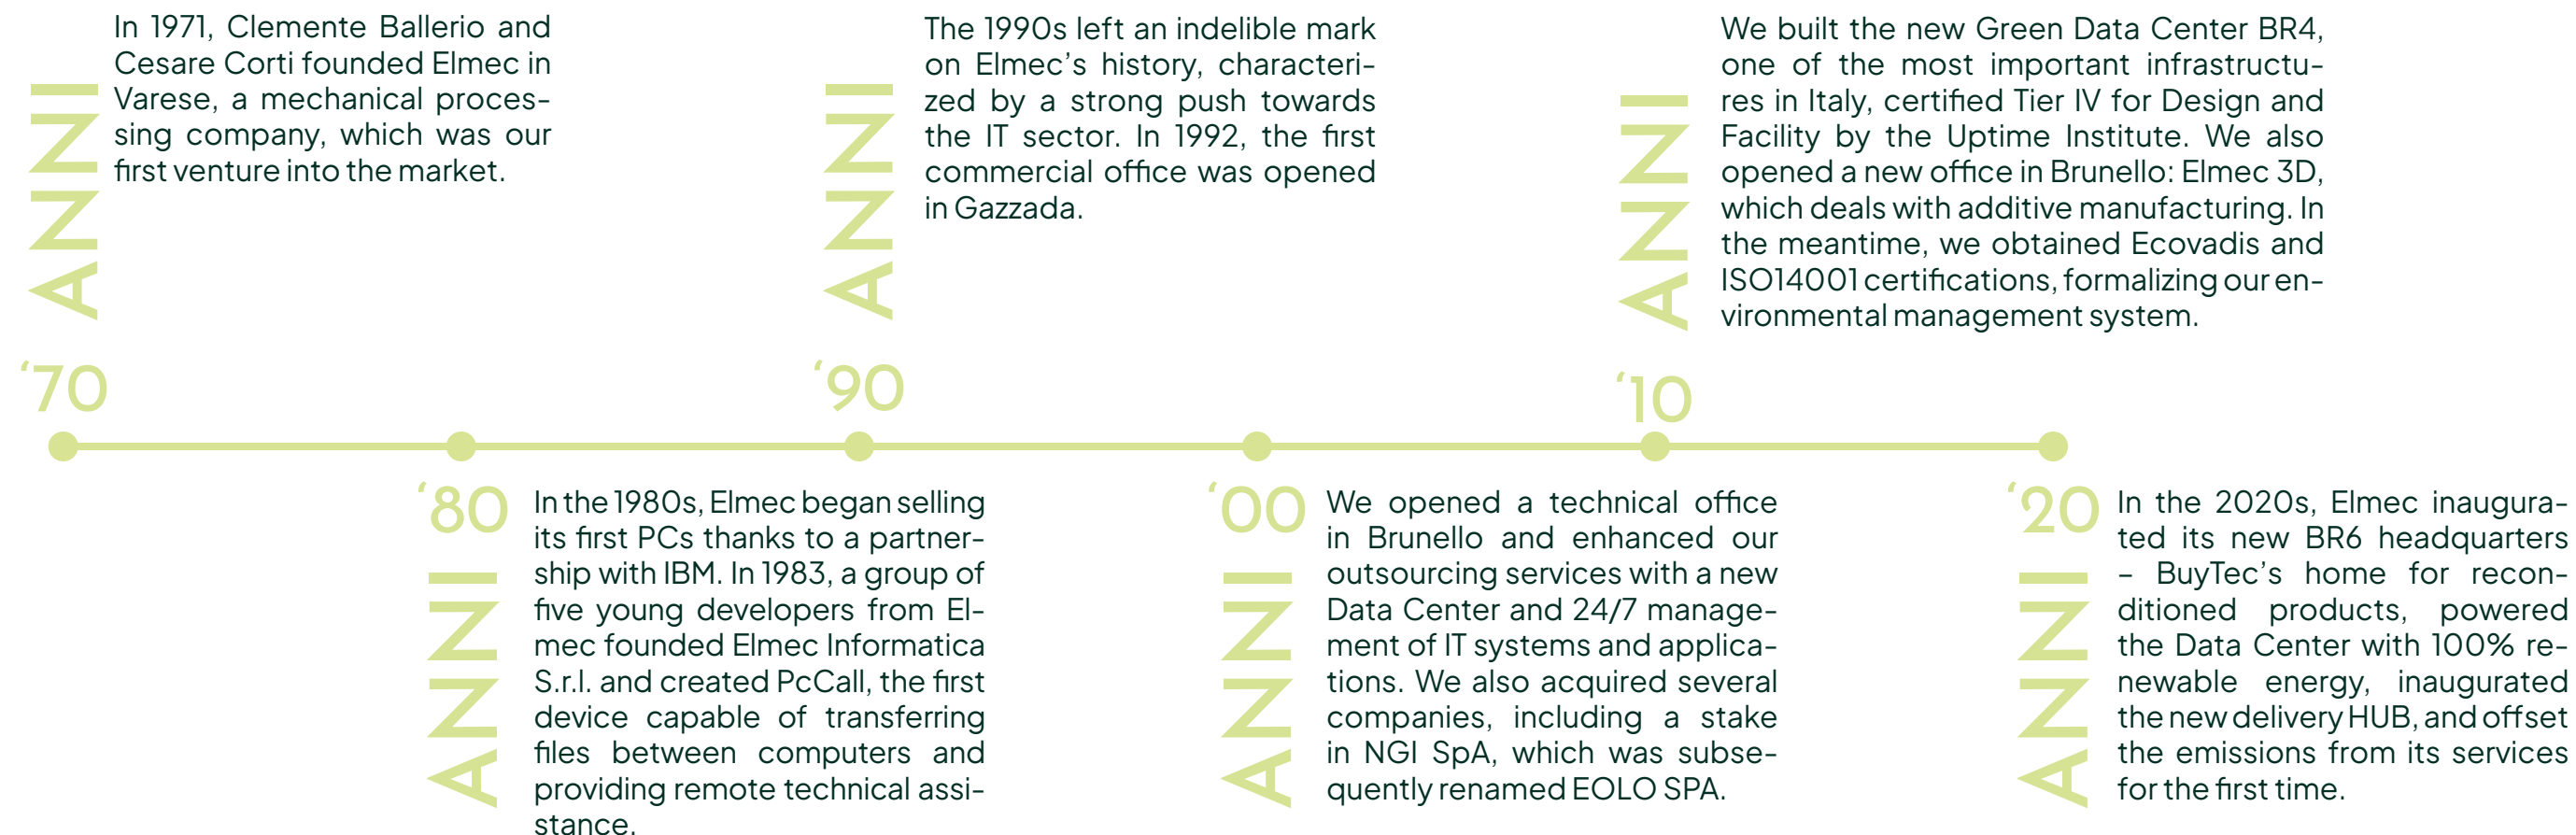 In 1971, Clemente Ballerio and
Cesare Corti founded Elmec in
Varese, a mechanical proces-
sing company, which was our
first venture into the market.
ANNI
‘70
‘80
ANNI
In the 1980s, Elmec began selling
its first PCs thanks to a partner-
ship with IBM. In 1983, a group of
five young developers from El-
mec founded Elmec Informatica
S.r.l. and created PcCall, the first
device capable of transferring
files between computers and
providing remote technical assi-
stance.
The 1990s left an indelible mark
on Elmec’s history, characteri-
zed by a strong push towards
the IT sector. In 1992, the first
commercial office was opened
in Gazzada.
ANNI
‘90
‘00
ANNI
We opened a technical office
in Brunello and enhanced our
outsourcing services with a new
Data Center and 24/7 manage-
ment of IT systems and applica-
tions. We also acquired several
companies, including a stake
in NGI SpA, which was subse-
quently renamed EOLO SPA.
We built the new Green Data Center BR4,
one of the most important infrastructu-
res in Italy, certified Tier IV for Design and
Facility by the Uptime Institute. We also
opened a new office in Brunello: Elmec 3D,
which deals with additive manufacturing. In
the meantime, we obtained Ecovadis and
ISO14001 certifications, formalizing our en-
vironmental management system.
ANNI
‘10
‘20
ANNI
In the 2020s, Elmec inaugura-
ted its new BR6 headquarters
– BuyTec’s home for recon-
ditioned products, powered
the Data Center with 100% re-
newable energy, inaugurated
the new delivery HUB, and offset
the emissions from its services
for the first time.